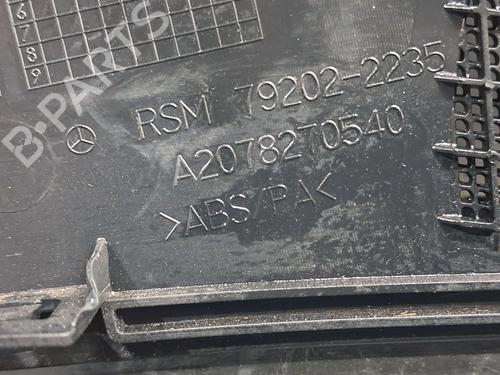 6
7
8
9
B-PARTS
RSM 79202-2235
A2078270540
>ABS/PA<